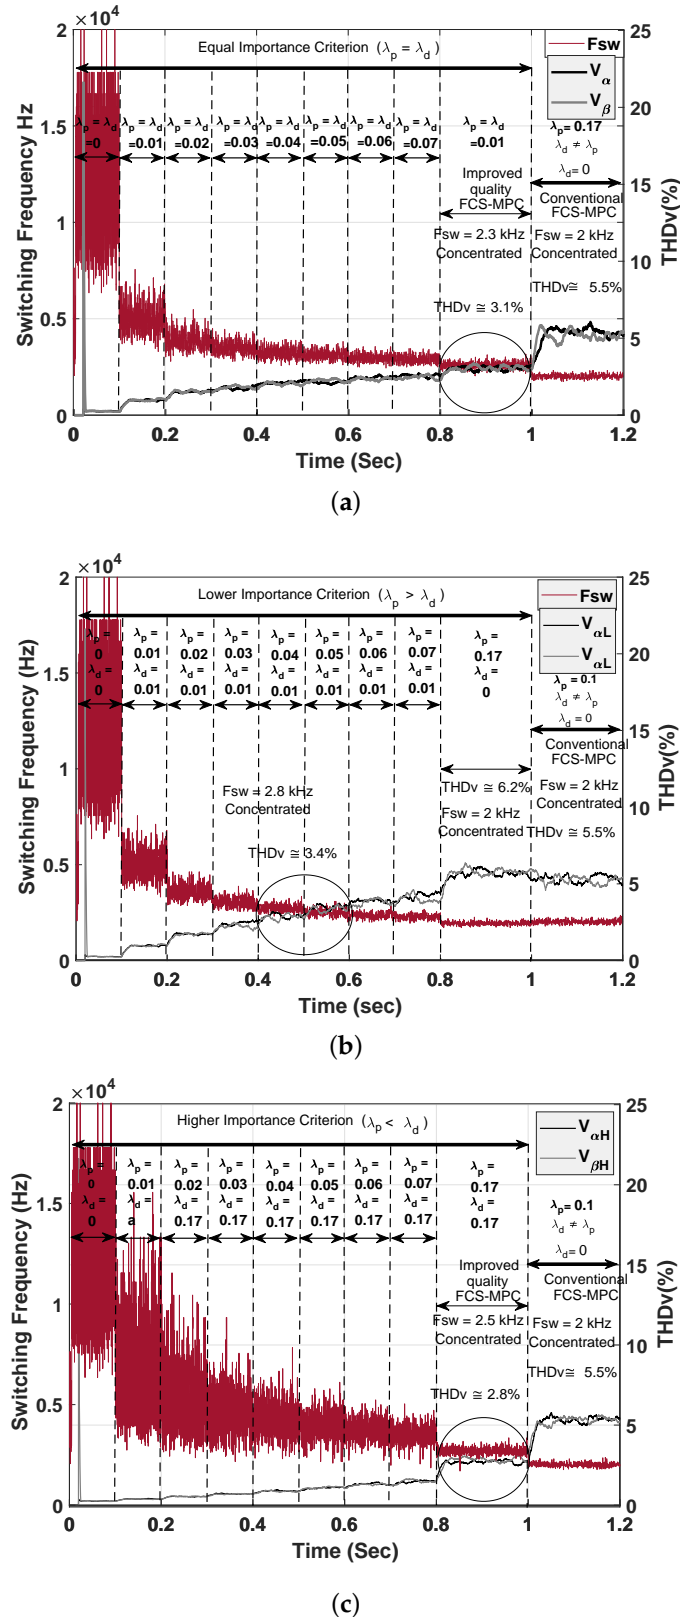 ×10⁴
Equal Importance Criterion (λp = λd)
Fsw
Vα
Vβ
λp = λd =0
λp = λd =0.01
λp = λd =0.02
λp = λd =0.03
λp = λd =0.04
λp = λd =0.05
λp = λd =0.06
λp = λd =0.07
λp = λd =0.01
λp= 0.17
λd ≠ λp
λd= 0
Improved
quality
FCS-MPC
Conventional
FCS-MPC
Fsw = 2.3 kHz
Concentrated
Fsw = 2 kHz
Concentrated
THDv ≅ 3.1%
THDv≅ 5.5%
Switching Frequency Hz
2
1.5
1
0.5
0
THDv(%)
25
20
15
10
5
0
0 0.2 0.4 0.6 0.8 1 1.2
Time (Sec)
(a)
×10⁴
Lower Importance Criterion (λp > λd)
Fsw
VαL
VαL
λp = 0 λd = 0
λp = 0.01 λd = 0.01
λp = 0.02 λd = 0.01
λp = 0.03 λd = 0.01
λp = 0.04 λd = 0.01
λp = 0.05 λd = 0.01
λp = 0.06 λd = 0.01
λp = 0.07 λd = 0.01
λp = 0.17 λd = 0
λp= 0.1
λd ≠ λp
λd = 0
Conventional
FCS-MPC
Fsw = 2.8 kHz
Concentrated
THDv ≅ 3.4%
THDv ≅ 6.2%
Fsw = 2 kHz
Concentrated
Fsw = 2 kHz
Concentrated
THDv ≅ 5.5%
Switching Frequency (Hz)
2
1.5
1
0.5
0
THDv(%)
25
20
15
10
5
0
0 0.2 0.4 0.6 0.8 1 1.2
Time (sec)
(b)
×10⁴
Higher Importance Criterion (λp < λd)
VαH
VβH
λp = 0 λd = 0
λp = 0.01 λd = a
λp = 0.02 λd = 0.17
λp = 0.03 λd = 0.17
λp = 0.04 λd = 0.17
λp = 0.05 λd = 0.17
λp = 0.06 λd = 0.17
λp = 0.07 λd = 0.17
λp = 0.17 λd = 0.17
λp= 0.1
λd ≠ λp
λd= 0
Improved
quality
FCS-MPC
Conventional
FCS-MPC
Fsw = 2.5 kHz
Concentrated
Fsw = 2 kHz
Concentrated
THDv ≅ 2.8%
THDv≅ 5.5%
Switching Frequency (Hz)
2
1.5
1
0.5
0
THDv(%)
25
20
15
10
5
0
0 0.2 0.4 0.6 0.8 1 1.2
Time (Sec)
(c)